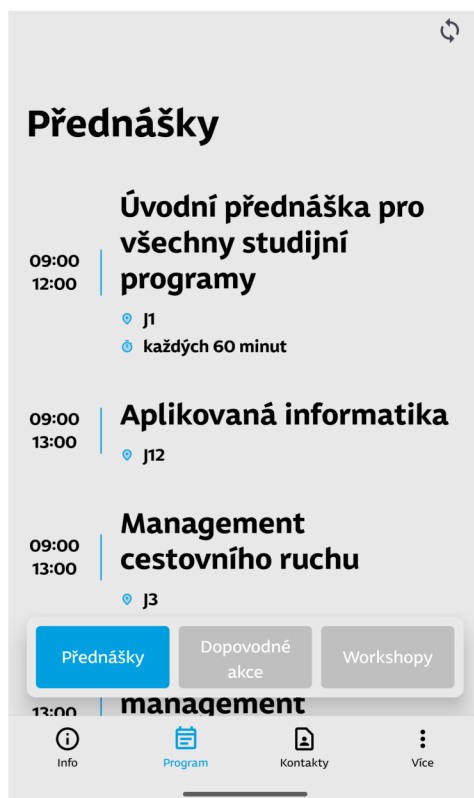 Přednášky
Úvodní přednáška pro
všechny studijní
programy
09:00
12:00
J1
každých 60 minut
09:00
13:00
Aplikovaná informatika
J12
09:00
13:00
Management
cestovního ruchu
J3
Přednášky
Dopovodné
akce
Workshopy
13:00
management
Info
Program
Kontakty
Více